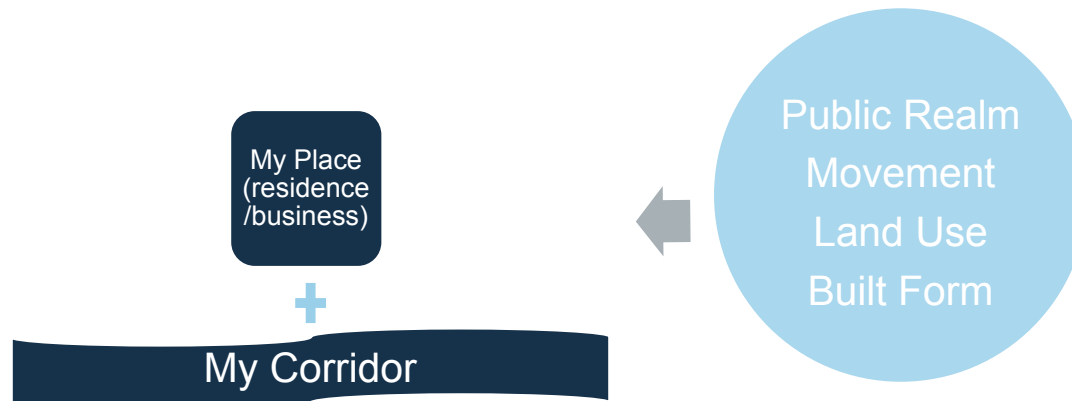 My Place
(residence
/business)
My Corridor
Public Realm
Movement
Land Use
Built Form